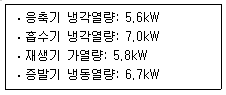 · 응축기 냉각열량: 5.6kW
· 흡수기 냉각열량: 7.0kW
· 재생기 가열량: 5.8kW
· 증발기 냉동열량: 6.7kW